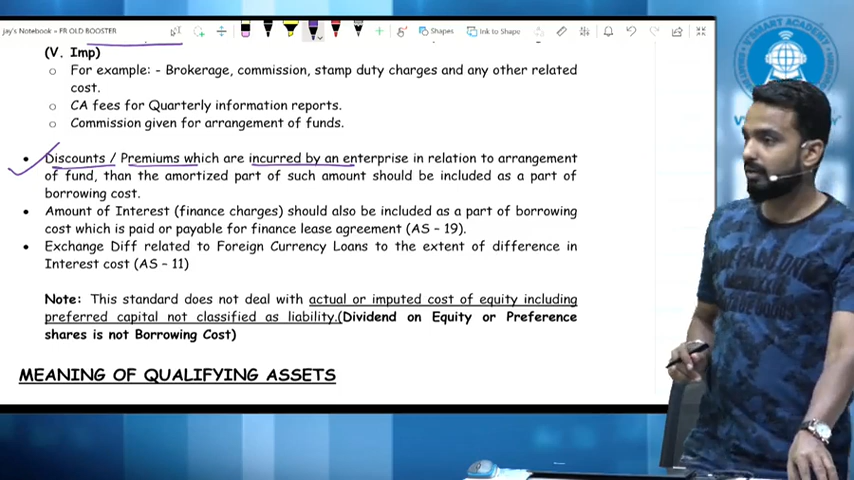 jay's Notebook » FR OLD BOOSTER
Shapes
Ink to Shape
(V. Imp)
o For example: - Brokerage, commission, stamp duty charges and any other related
cost.
o CA fees for Quarterly information reports.
o Commission given for arrangement of funds.
• Discounts / Premiums which are incurred by an enterprise in relation to arrangement
of fund, than the amortized part of such amount should be included as a part of
borrowing cost.
• Amount of Interest (finance charges) should also be included as a part of borrowing
cost which is paid or payable for finance lease agreement (AS - 19).
• Exchange Diff related to Foreign Currency Loans to the extent of difference in
Interest cost (AS - 11)
Note: This standard does not deal with actual or imputed cost of equity including
preferred capital not classified as liability.(Dividend on Equity or Preference
shares is not Borrowing Cost)
MEANING OF QUALIFYING ASSETS
VSMART ACADEMY